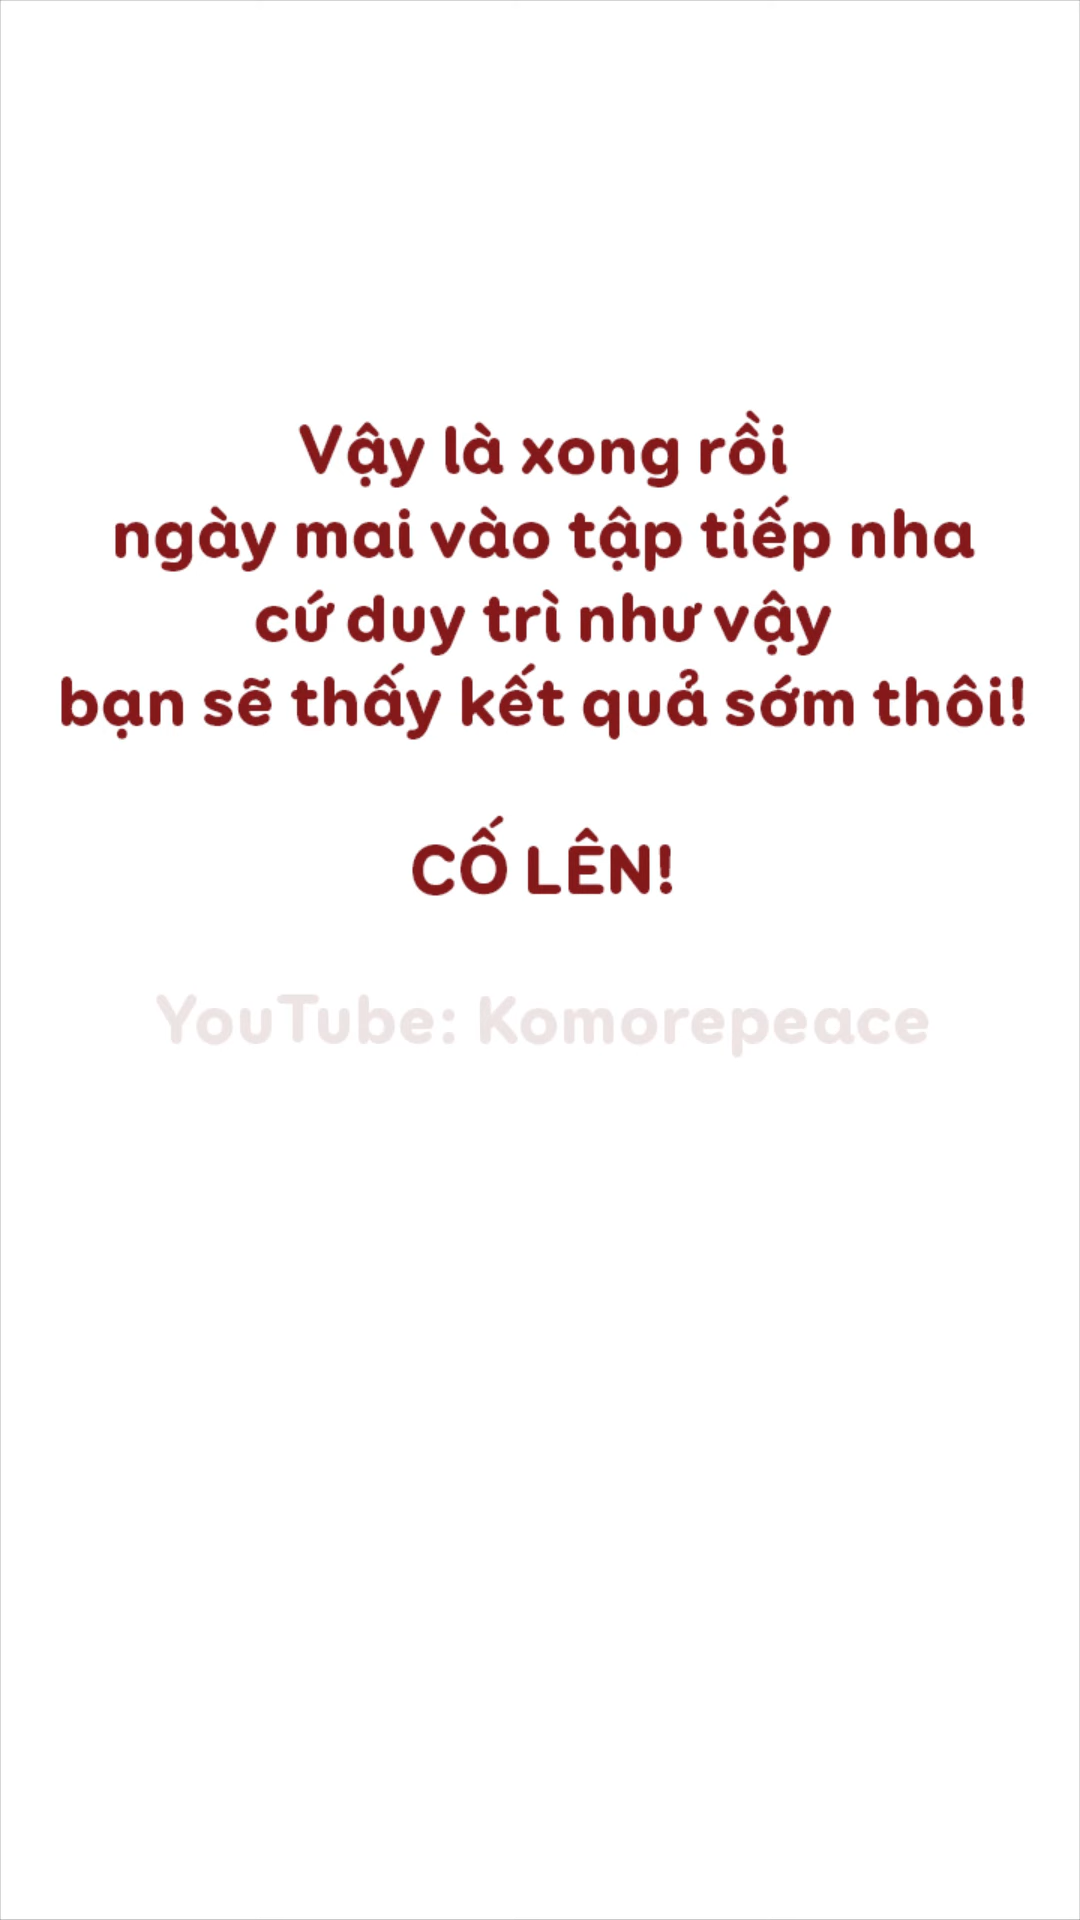 Vậy là xong rồi
ngày mai vào tập tiếp nha
cứ duy trì như vậy
bạn sẽ thấy kết quả sớm thôi!
CỐ LÊN!
YouTube: Komorepeace